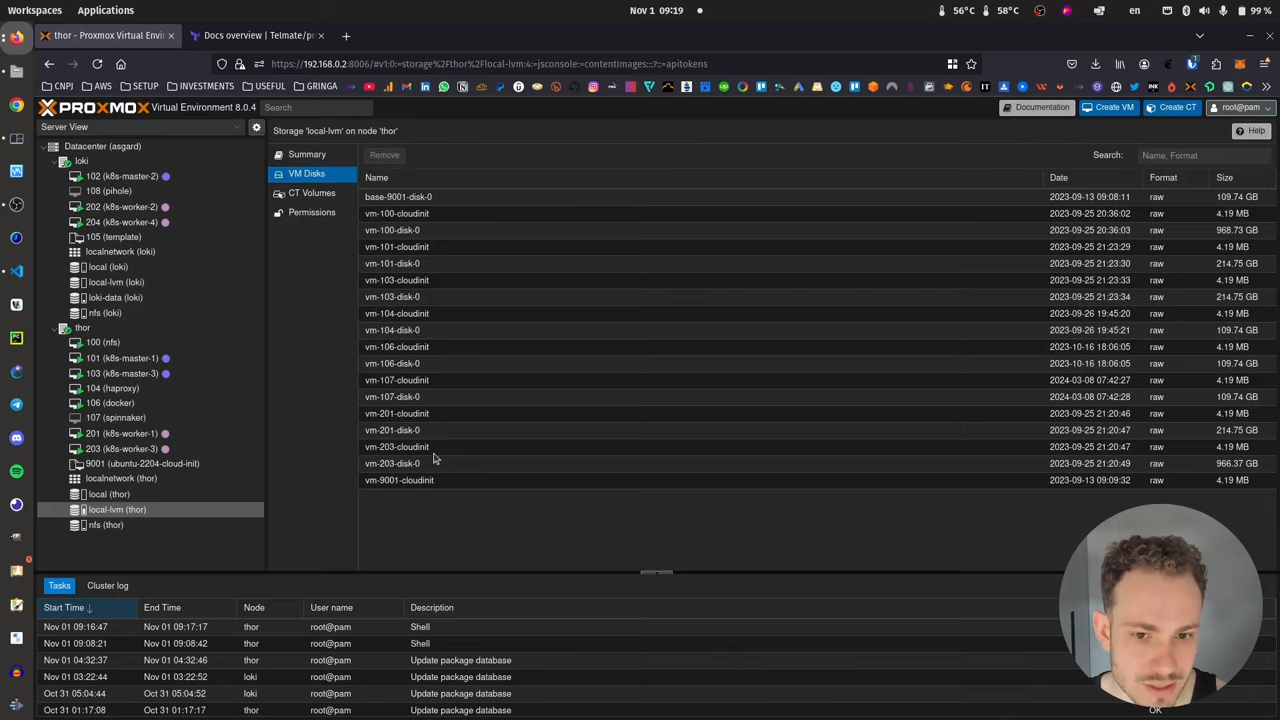 Workspaces Applications Nov 1 09:19 56°C 58°C en 99 %
thor - Proxmox Virtual Envi Docs overview | Telmate/pr
https://192.168.0.2:8006/#v1:0:=storage%2Fthor%2Flocal-lvm:4:=jsconsole=contentImages:::7::=apitokens
CNPJ AWS SETUP INVESTMENTS BUREAU GRINGA
PROXMOX Virtual Environment 8.0.4 Search Documentation Create VM Create CT root@pam
Server View Storage 'local-lvm' on node 'thor' Help
Datacenter (asgard)
loki
102 (k8s-master-2)
108 (pihole)
202 (k8s-worker-2)
204 (k8s-worker-4)
105 (template)
localnetwork (loki)
local (loki)
local-lvm (loki)
loki-data (loki)
nfs (loki)
thor
100 (nfs)
101 (k8s-master-1)
103 (k8s-master-3)
104 (haproxy)
106 (docker)
107 (spinnaker)
201 (k8s-worker-1)
203 (k8s-worker-3)
9001 (ubuntu-2204-cloud-init)
localnetwork (thor)
local (thor)
local-lvm (thor)
nfs (thor)
Summary
VM Disks
CT Volumes
Permissions
Remove Search: Name, Format
Name Date Format Size
base-9001-disk-0 2023-09-13 09:08:11 raw 109.74 GB
vm-100-cloudinit 2023-09-25 20:36:02 raw 4.19 MB
vm-100-disk-0 2023-09-25 20:36:03 raw 968.73 GB
vm-101-cloudinit 2023-09-25 21:23:29 raw 4.19 MB
vm-101-disk-0 2023-09-25 21:23:30 raw 214.75 GB
vm-103-cloudinit 2023-09-25 21:23:33 raw 4.19 MB
vm-103-disk-0 2023-09-25 21:23:34 raw 214.75 GB
vm-104-cloudinit 2023-09-26 19:45:20 raw 4.19 MB
vm-104-disk-0 2023-09-26 19:45:21 raw 109.74 GB
vm-106-cloudinit 2023-10-16 18:06:05 raw 4.19 MB
vm-106-disk-0 2023-10-16 18:06:05 raw 109.74 GB
vm-107-cloudinit 2024-03-08 07:42:27 raw 4.19 MB
vm-107-disk-0 2024-03-08 07:42:28 raw 109.74 GB
vm-201-cloudinit 2023-09-25 21:20:46 raw 4.19 MB
vm-201-disk-0 2023-09-25 21:20:47 raw 214.75 GB
vm-203-cloudinit 2023-09-25 21:20:47 raw 4.19 MB
vm-203-disk-0 2023-09-25 21:20:49 raw 966.37 GB
vm-9001-cloudinit 2023-09-13 09:09:32 raw 4.19 MB
Tasks Cluster log
Start Time End Time Node User name Description
Nov 01 09:16:47 Nov 01 09:17:17 thor root@pam Shell
Nov 01 09:08:21 Nov 01 09:08:42 thor root@pam Shell
Nov 01 04:32:37 Nov 01 04:32:46 thor root@pam Update package database
Nov 01 03:22:44 Nov 01 03:22:52 loki root@pam Update package database
Oct 31 05:04:44 Oct 31 05:04:52 loki root@pam Update package database
Oct 31 01:17:08 Oct 31 01:17:17 thor root@pam Update package database OK